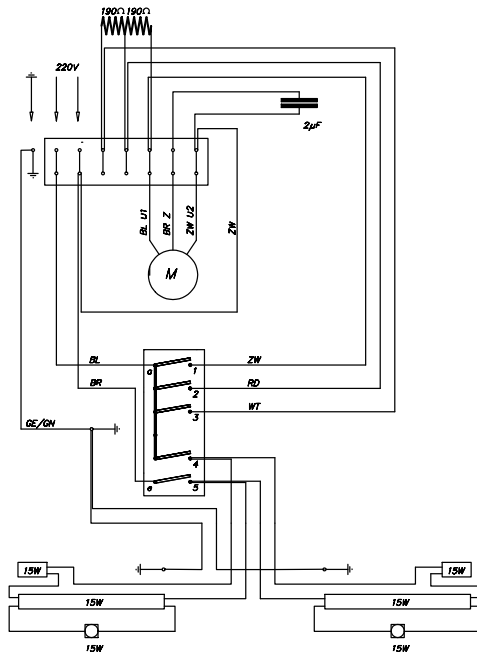 190Ω 190Ω
220V
2μF
BL U1
BR Z
ZW U2
ZW
M
BL
ZW
a
1
BR
RD
2
WT
3
GE/GN
4
e
5
15W
15W
15W
15W
15W
15W